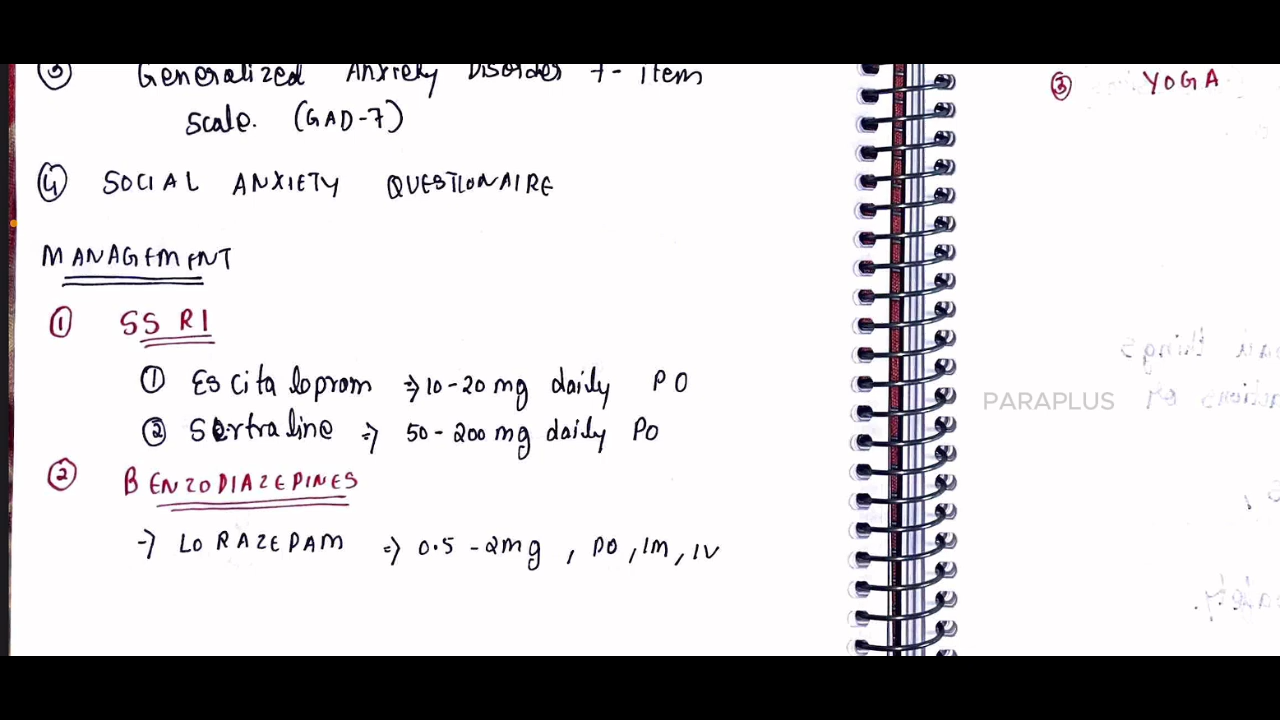 ③ Generalized Anxiety Disorder 7- item
scale. (GAD-7)
④ SOCIAL ANXIETY QUESTIONAIRE
MANAGEMENT
① SSRI
① Escitaloprom ⇒ 10-20 mg daily PO
② Sertraline ⇒ 50-200 mg daily PO
② BENZODIAZEPINES
→ LORAZEPAM ⇒ 0.5 - 2mg , PO, IM, IV
③ YOGA
PARAPLUS